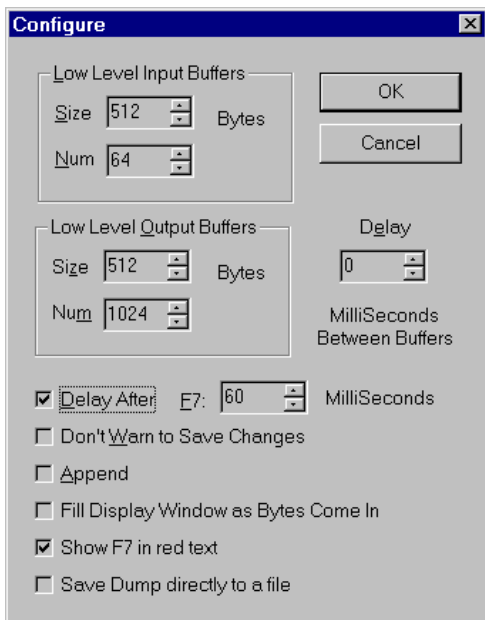 Configure
Low Level Input Buffers
Size 512 Bytes
Num 64
OK
Cancel
Low Level Output Buffers
Size 512 Bytes
Num 1024
Delay
0
MilliSeconds
Between Buffers
Delay After F7: 60 MilliSeconds
Don't Warn to Save Changes
Append
Fill Display Window as Bytes Come In
Show F7 in red text
Save Dump directly to a file